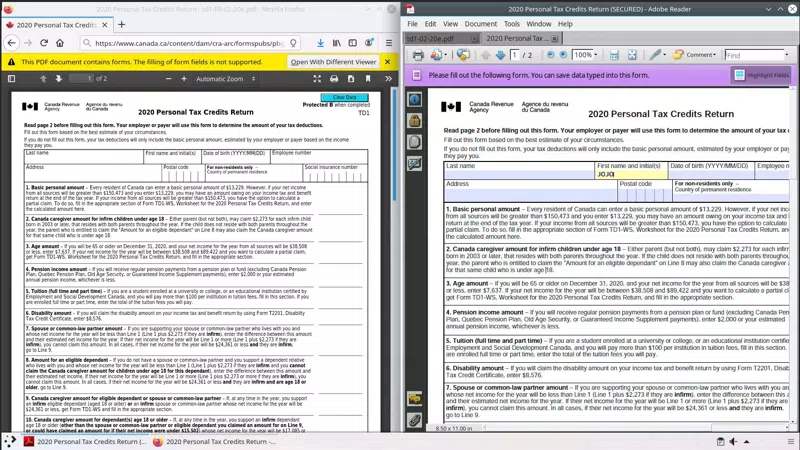 2020 Personal Tax Credits Return - td1-fill-02-20e.pdf - Mozilla Firefox
2020 Personal Tax Credits
https://www.canada.ca/content/dam/cra-arc/formspubs/pbg
This PDF document contains forms. The filling of form fields is not supported.
Open With Different Viewer
1 of 2
Automatic Zoom
Clear Data
Canada Revenue Agency
Agence du revenu du Canada
Protected B when completed
2020 Personal Tax Credits Return
TD1
Read page 2 before filling out this form. Your employer or payer will use this form to determine the amount of your tax deductions.
Fill out this form based on the best estimate of your circumstances.
If you do not fill out this form, your tax deductions will only include the basic personal amount, estimated by your employer or payer based on the income
they pay you.
Last name
First name and initial(s)
Date of birth (YYYY/MM/DD)
Employee number
Address
Postal code
For non-residents only –
Country of permanent residence
Social insurance number
1. Basic personal amount – Every resident of Canada can enter a basic personal amount of $13,229. However, if your net income
from all sources will be greater than $150,473 and you enter $13,229, you may have an amount owing on your income tax and benefit
return at the end of the tax year. If your income from all sources will be greater than $150,473, you have the option to calculate a
partial claim. To do so, fill in the appropriate section of Form TD1-WS, Worksheet for the 2020 Personal Tax Credits Return, and enter
the calculated amount here.
2. Canada caregiver amount for infirm children under age 18 – Either parent (but not both), may claim $2,273 for each infirm child
born in 2003 or later, that resides with both parents throughout the year. If the child does not reside with both parents throughout the
year, the parent who is entitled to claim the "Amount for an eligible dependant" on Line 8 may also claim the Canada caregiver amount
for that same child who is under age 18.
3. Age amount – If you will be 65 or older on December 31, 2020, and your net income for the year from all sources will be $38,508
or less, enter $7,637. If your net income for the year will be between $38,508 and $89,422 and you want to calculate a partial claim,
get Form TD1-WS, Worksheet for the 2020 Personal Tax Credits Return, and fill in the appropriate section.
4. Pension income amount – If you will receive regular pension payments from a pension plan or fund (excluding Canada Pension
Plan, Quebec Pension Plan, Old Age Security, or Guaranteed Income Supplement payments), enter $2,000 or your estimated
annual pension income, whichever is less.
5. Tuition (full time and part time) – If you are a student enrolled at a university or college, or an educational institution certified by
Employment and Social Development Canada, and you will pay more than $100 per institution in tuition fees, fill in this section. If you
are enrolled full time or part time, enter the total of the tuition fees you will pay.
6. Disability amount – If you will claim the disability amount on your income tax and benefit return by using Form T2201, Disability
Tax Credit Certificate, enter $8,576.
7. Spouse or common-law partner amount – If you are supporting your spouse or common-law partner who lives with you and
whose net income for the year will be less than Line 1 (Line 1 plus $2,273 if they are infirm), enter the difference between this amount
and their estimated net income for the year. If their net income for the year will be Line 1 or more (Line 1 plus $2,273 or more if they are
infirm), you cannot claim this amount. In all cases, if their net income for the year will be $24,361 or less and they are infirm,
go to Line 9.
8. Amount for an eligible dependant – If you do not have a spouse or common-law partner and you support a dependent relative
who lives with you and whose net income for the year will be less than Line 1 (Line 1 plus $2,273 if they are infirm and you cannot
claim the Canada caregiver amount for children under age 18 for this dependant), enter the difference between this amount and
their estimated net income. If their net income for the year will be Line 1 or more (Line 1 plus $2,273 or more if they are infirm), you
cannot claim this amount. In all cases, if their net income for the year will be $24,361 or less and they are infirm and are age 18 or
older, go to Line 9.
9. Canada caregiver amount for eligible dependant or spouse or common-law partner – If, at any time in the year, you support
an infirm eligible dependant (aged 18 or older) or an infirm spouse or common-law partner whose net income for the year will be
$24,361 or less, get Form TD1-WS and fill in the appropriate section.
10. Canada caregiver amount for dependant(s) age 18 or older – If, at any time in the year, you support an infirm dependant
age 18 or older (other than the spouse or common-law partner or eligible dependant you claimed an amount for on Line 9,
2020 Personal Tax Credits Return (SECURED) - Adobe Reader
File Edit View Document Tools Window Help
td1-02-20e.pdf
2020 Personal Tax ...
1 / 2
100%
Comment
Find
Please fill out the following form. You can save data typed into this form.
Highlight Fields
Canada Revenue Agency
Agence du revenu du Canada
2020 Personal Tax Credits Return
Read page 2 before filling out this form. Your employer or payer will use this form to determine the amount of your tax
Fill out this form based on the best estimate of your circumstances.
If you do not fill out this form, your tax deductions will only include the basic personal amount, estimated by your employer or pay
they pay you.
Last name
First name and initial(s)
Date of birth (YYYY/MM/DD)
Employee n
JOJO
Address
Postal code
For non-residents only –
Country of permanent residence
1. Basic personal amount – Every resident of Canada can enter a basic personal amount of $13,229. However, if your net inc
from all sources will be greater than $150,473 and you enter $13,229, you may have an amount owing on your income tax and
return at the end of the tax year. If your income from all sources will be greater than $150,473, you have the option to calculate
partial claim. To do so, fill in the appropriate section of Form TD1-WS, Worksheet for the 2020 Personal Tax Credits Return, and
the calculated amount here.
2. Canada caregiver amount for infirm children under age 18 – Either parent (but not both), may claim $2,273 for each infirm
born in 2003 or later, that resides with both parents throughout the year. If the child does not reside with both parents througho
year, the parent who is entitled to claim the "Amount for an eligible dependant" on Line 8 may also claim the Canada caregiver
for that same child who is under age 18.
3. Age amount – If you will be 65 or older on December 31, 2020, and your net income for the year from all sources will be $38
or less, enter $7,637. If your net income for the year will be between $38,508 and $89,422 and you want to calculate a partial cl
get Form TD1-WS, Worksheet for the 2020 Personal Tax Credits Return, and fill in the appropriate section.
4. Pension income amount – If you will receive regular pension payments from a pension plan or fund (excluding Canada Pen
Plan, Quebec Pension Plan, Old Age Security, or Guaranteed Income Supplement payments), enter $2,000 or your estimated
annual pension income, whichever is less.
5. Tuition (full time and part time) – If you are a student enrolled at a university or college, or an educational institution certifie
Employment and Social Development Canada, and you will pay more than $100 per institution in tuition fees, fill in this section.
are enrolled full time or part time, enter the total of the tuition fees you will pay.
6. Disability amount – If you will claim the disability amount on your income tax and benefit return by using Form T2201, Disab
Tax Credit Certificate, enter $8,576.
7. Spouse or common-law partner amount – If you are supporting your spouse or common-law partner who lives with you an
whose net income for the year will be less than Line 1 (Line 1 plus $2,273 if they are infirm), enter the difference between this a
and their estimated net income for the year. If their net income for the year will be Line 1 or more (Line 1 plus $2,273 or more if
infirm), you cannot claim this amount. In all cases, if their net income for the year will be $24,361 or less and they are infirm,
go to Line 9.
8.50 x 11.00 in
2020 Personal Tax Credits Return (...
2020 Personal Tax Credits Return -...